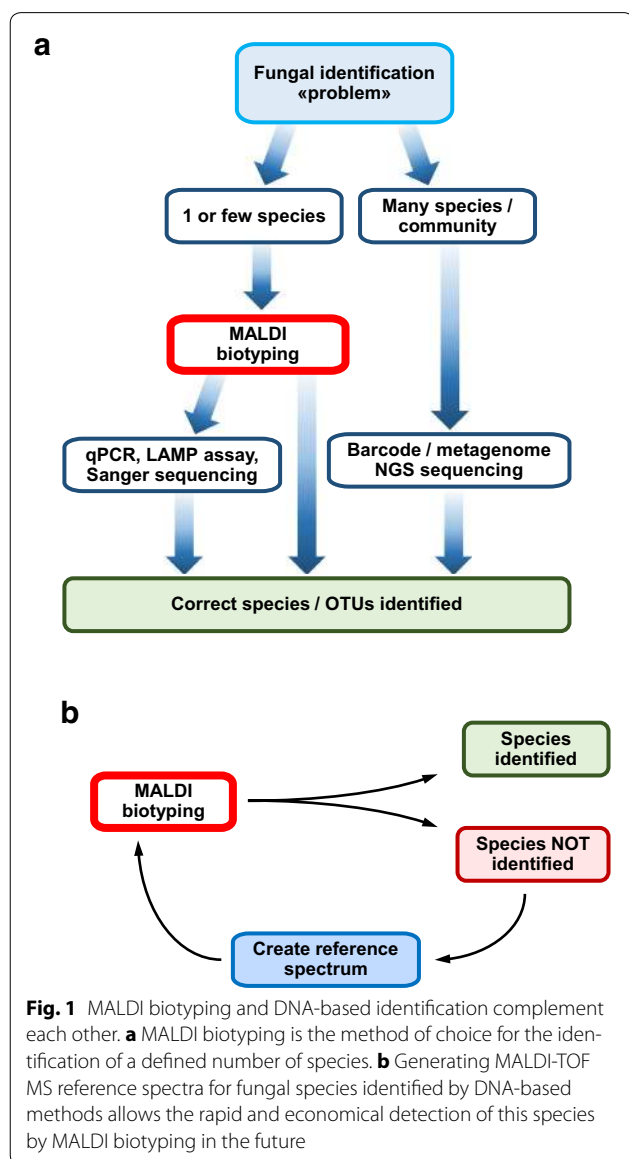 a
Fungal identification
«problem»
1 or few species
Many species /
community
MALDI
biotyping
qPCR, LAMP assay,
Sanger sequencing
Barcode / metagenome
NGS sequencing
Correct species / OTUs identified
b
Species
identified
MALDI
biotyping
Species NOT
identified
Create reference
spectrum
Fig. 1 MALDI biotyping and DNA-based identification complement
each other. a MALDI biotyping is the method of choice for the iden-
tification of a defined number of species. b Generating MALDI-TOF
MS reference spectra for fungal species identified by DNA-based
methods allows the rapid and economical detection of this species
by MALDI biotyping in the future